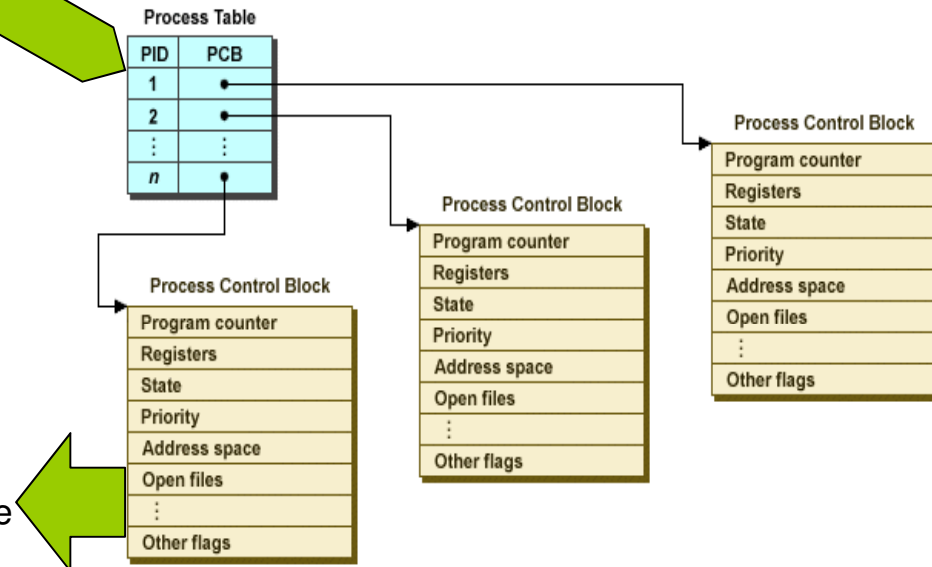 Process Table
PID PCB
1
2
⋮ ⋮
n
Process Control Block
Program counter
Registers
State
Priority
Address space
Open files
⋮
Other flags
Process Control Block
Program counter
Registers
State
Priority
Address space
Open files
⋮
Other flags
Process Control Block
Program counter
Registers
State
Priority
Address space
Open files
⋮
Other flags
e